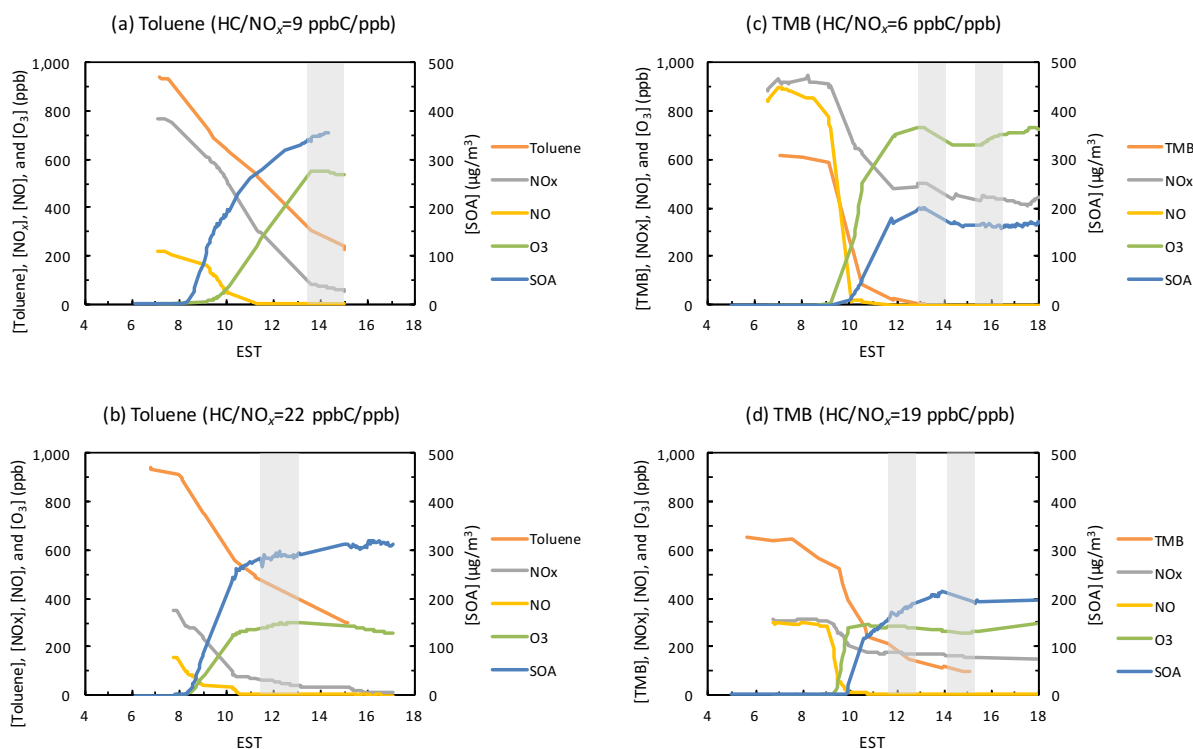 (a) Toluene (HC/NOx=9 ppbC/ppb)
[Toluene], [NOx], [NO], and [O3] (ppb)
1,000
800
600
400
200
0
500
400
300
200
100
0
[SOA] (µg/m³)
4 6 8 10 12 14 16 18
EST
Toluene
NOx
NO
O3
SOA
(c) TMB (HC/NOx=6 ppbC/ppb)
[TMB], [NOx], [NO], and [O3] (ppb)
1,000
800
600
400
200
0
500
400
300
200
100
0
[SOA] (µg/m³)
4 6 8 10 12 14 16 18
EST
TMB
NOx
NO
O3
SOA
(b) Toluene (HC/NOx=22 ppbC/ppb)
[Toluene], [NOx], [NO], and [O3] (ppb)
1,000
800
600
400
200
0
500
400
300
200
100
0
[SOA] (µg/m³)
4 6 8 10 12 14 16 18
EST
Toluene
NOx
NO
O3
SOA
(d) TMB (HC/NOx=19 ppbC/ppb)
[TMB], [NOx], [NO], and [O3] (ppb)
1,000
800
600
400
200
0
500
400
300
200
100
0
[SOA] (µg/m³)
4 6 8 10 12 14 16 18
EST
TMB
NOx
NO
O3
SOA